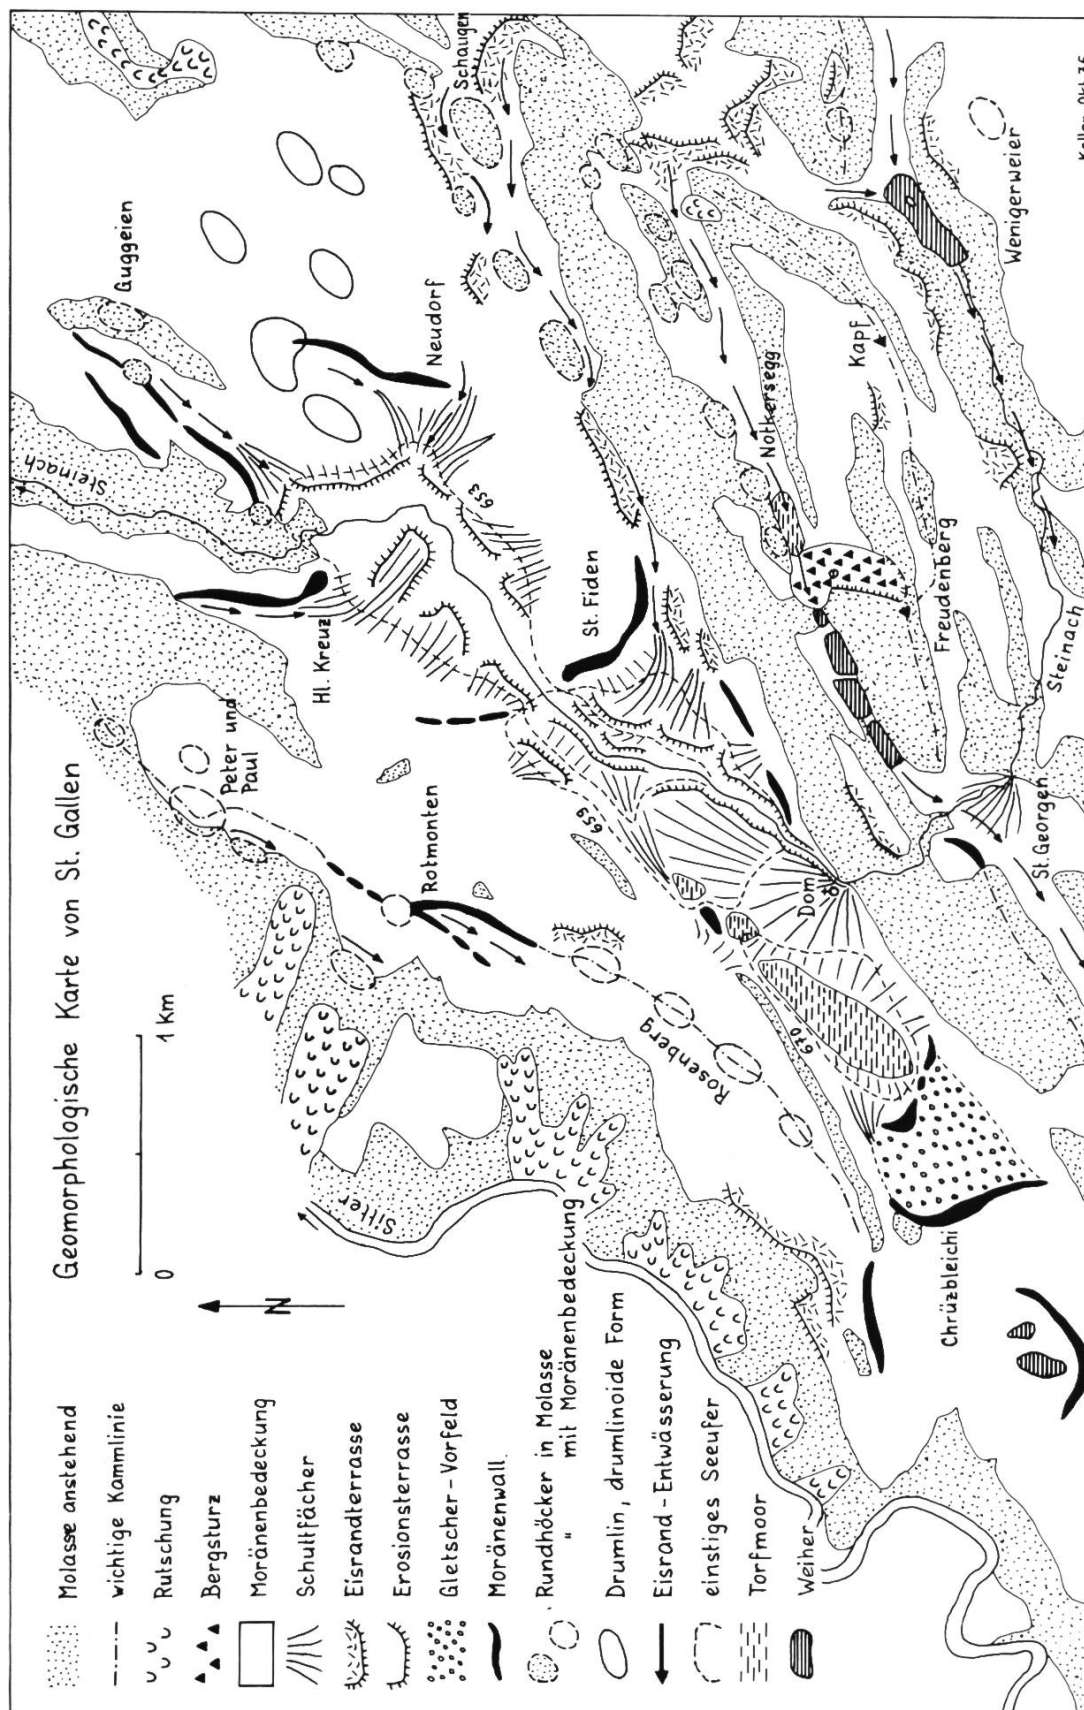 Geomorphologische Karte von St. Gallen
0
1 km
N
Molasse anstehend
wichtige Kammlinie
Rutschung
Bergsturz
Moränenbedeckung
Schuttfächer
Eisrandterrasse
Erosionsterrasse
Gletscher-Vorfeld
Moränenwall
Rundhöcker in Molasse
" mit Moränenbedeckung
Drumlin, drumlinoide Form
Eisrand-Entwässerung
einstiges Seeufer
Torfmoor
Weiher
Sitter
Peter und
Paul
Rotmonten
Rosenberg
Hl. Kreuz
Steinach
Guggeien
Neudorf
Schaugen
653
St. Fiden
659
Dom
670
Chrüzbleichi
Notkersegg
Kapf
Freudenberg
Wenigerweier
Steinach
St. Georgen